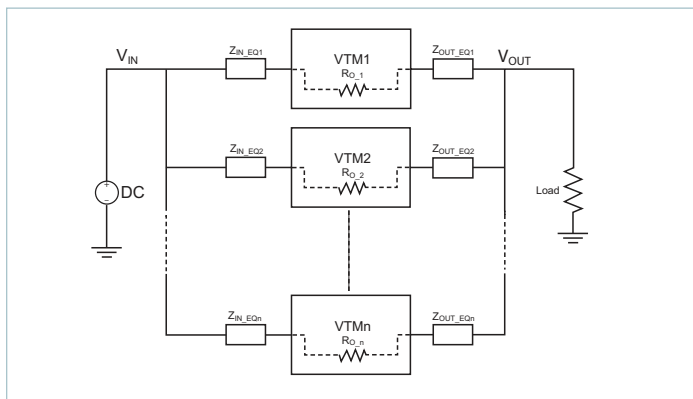 V_IN
Z_IN_EQ1
VTM1
R_O_1
Z_OUT_EQ1
V_OUT
Z_IN_EQ2
VTM2
R_O_2
Z_OUT_EQ2
+
–
DC
Load
Z_IN_EQn
VTMn
R_O_n
Z_OUT_EQn